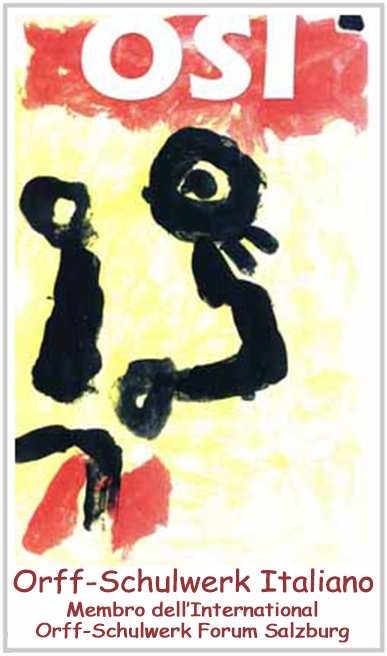 OSI
Orff-Schulwerk Italiano
Membro dell'International
Orff-Schulwerk Forum Salzburg